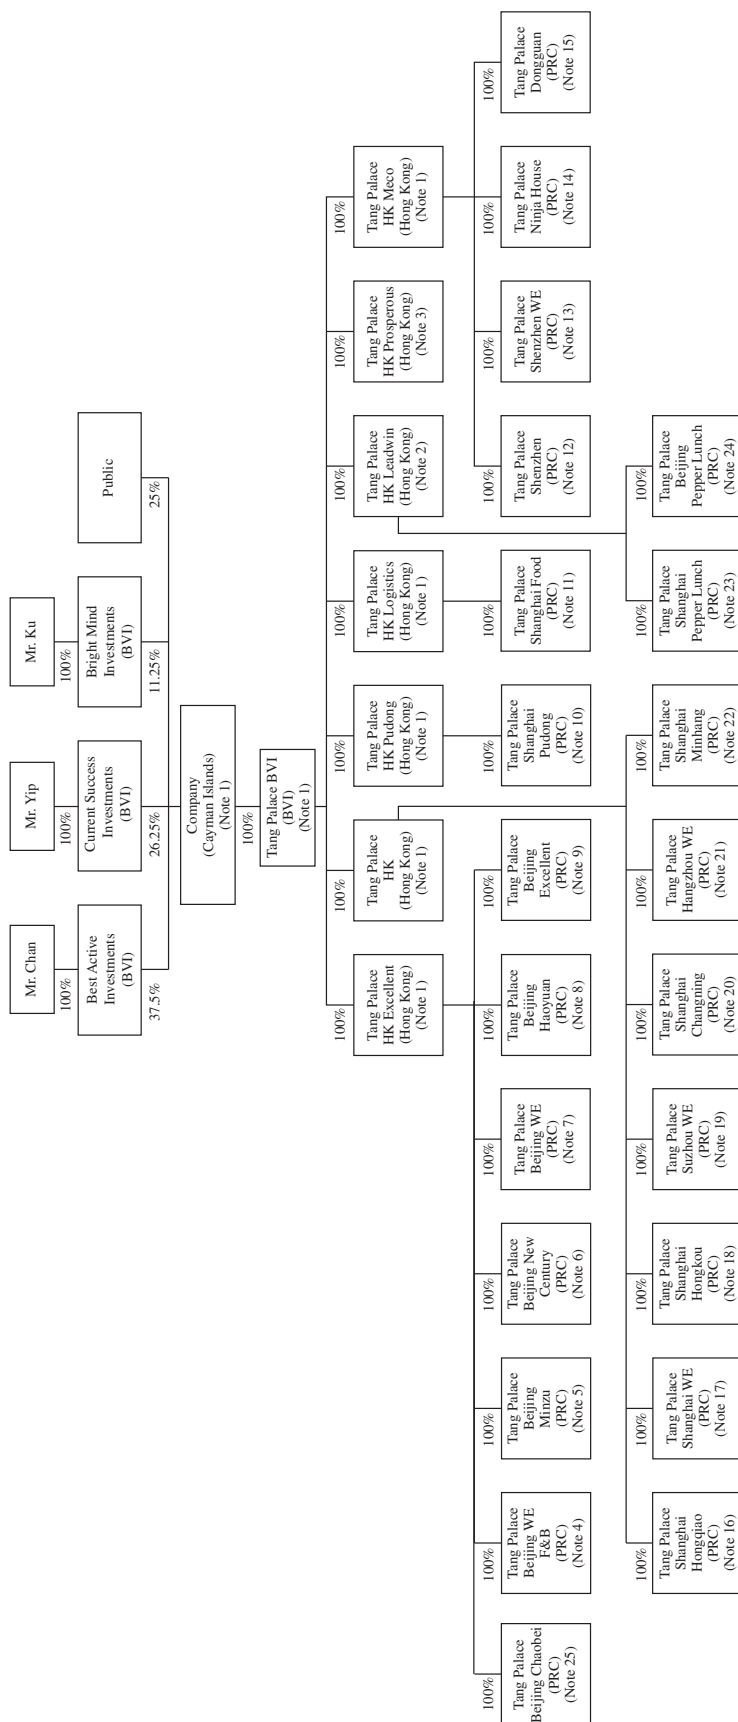 Mr. Chan
Mr. Yip
Mr. Ku
100%
100%
100%
Best Active
Investments
(BVI)
Current Success
Investments
(BVI)
Bright Mind
Investments
(BVI)
Public
37.5%
26.25%
11.25%
25%
Company
(Cayman Islands)
(Note 1)
100%
Tang Palace BVI
(BVI)
(Note 1)
100%
100%
100%
100%
100%
100%
100%
Tang Palace
HK Excellent
(Hong Kong)
(Note 1)
Tang Palace
HK
(Hong Kong)
(Note 1)
Tang Palace
HK Pudong
(Hong Kong)
(Note 1)
Tang Palace
HK Logistics
(Hong Kong)
(Note 1)
Tang Palace
HK Leadwin
(Hong Kong)
(Note 2)
Tang Palace
HK Prosperous
(Hong Kong)
(Note 3)
Tang Palace
HK Meco
(Hong Kong)
(Note 1)
100%
100%
100%
100%
100%
100%
100%
100%
100%
100%
100%
100%
100%
Tang Palace
Beijing Chaobei
(PRC)
(Note 25)
Tang Palace
Beijing WE
F&B
(PRC)
(Note 4)
Tang Palace
Beijing
Minzu
(PRC)
(Note 5)
Tang Palace
Beijing New
Century
(PRC)
(Note 6)
Tang Palace
Beijing WE
(PRC)
(Note 7)
Tang Palace
Beijing
Haoyuan
(PRC)
(Note 8)
Tang Palace
Beijing
Excellent
(PRC)
(Note 9)
Tang Palace
Shanghai
Pudong
(PRC)
(Note 10)
Tang Palace
Shanghai Food
(PRC)
(Note 11)
Tang Palace
Shenzhen
(PRC)
(Note 12)
Tang Palace
Shenzhen WE
(PRC)
(Note 13)
Tang Palace
Ninja House
(PRC)
(Note 14)
Tang Palace
Dongguan
(PRC)
(Note 15)
100%
100%
100%
100%
100%
100%
100%
100%
100%
Tang Palace
Shanghai
Hongqiao
(PRC)
(Note 16)
Tang Palace
Shanghai WE
(PRC)
(Note 17)
Tang Palace
Shanghai
Hongkou
(PRC)
(Note 18)
Tang Palace
Suzhou WE
(PRC)
(Note 19)
Tang Palace
Shanghai
Changning
(PRC)
(Note 20)
Tang Palace
Hangzhou WE
(PRC)
(Note 21)
Tang Palace
Shanghai
Minhang
(PRC)
(Note 22)
Tang Palace
Shanghai
Pepper Lunch
(PRC)
(Note 23)
Tang Palace
Beijing
Pepper Lunch
(PRC)
(Note 24)